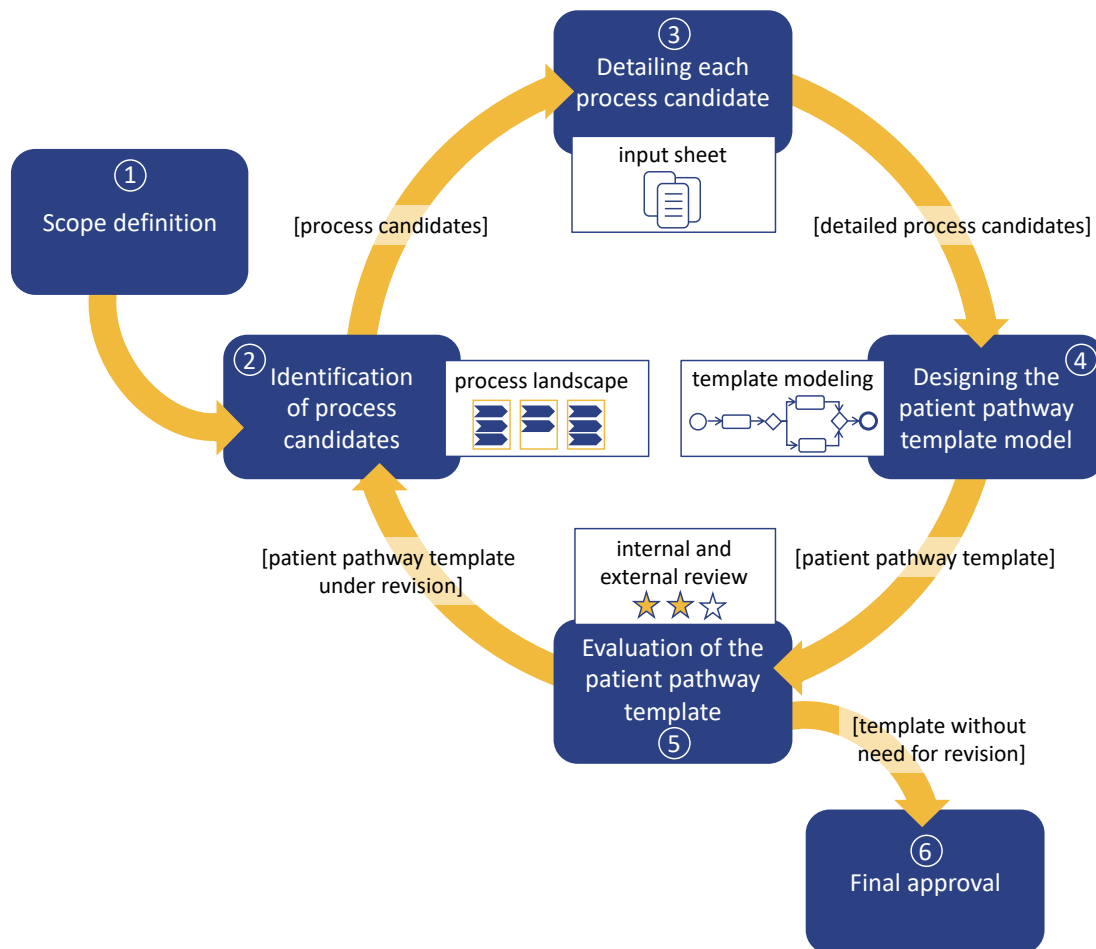 ③
Detailing each
process candidate
input sheet
①
Scope definition
[process candidates]
[detailed process candidates]
②
Identification
of process
candidates
process landscape
template modeling
④
Designing the
patient pathway
template model
[patient pathway template
under revision]
internal and
external review
[patient pathway template]
Evaluation of the
patient pathway
template
⑤
[template without
need for revision]
⑥
Final approval